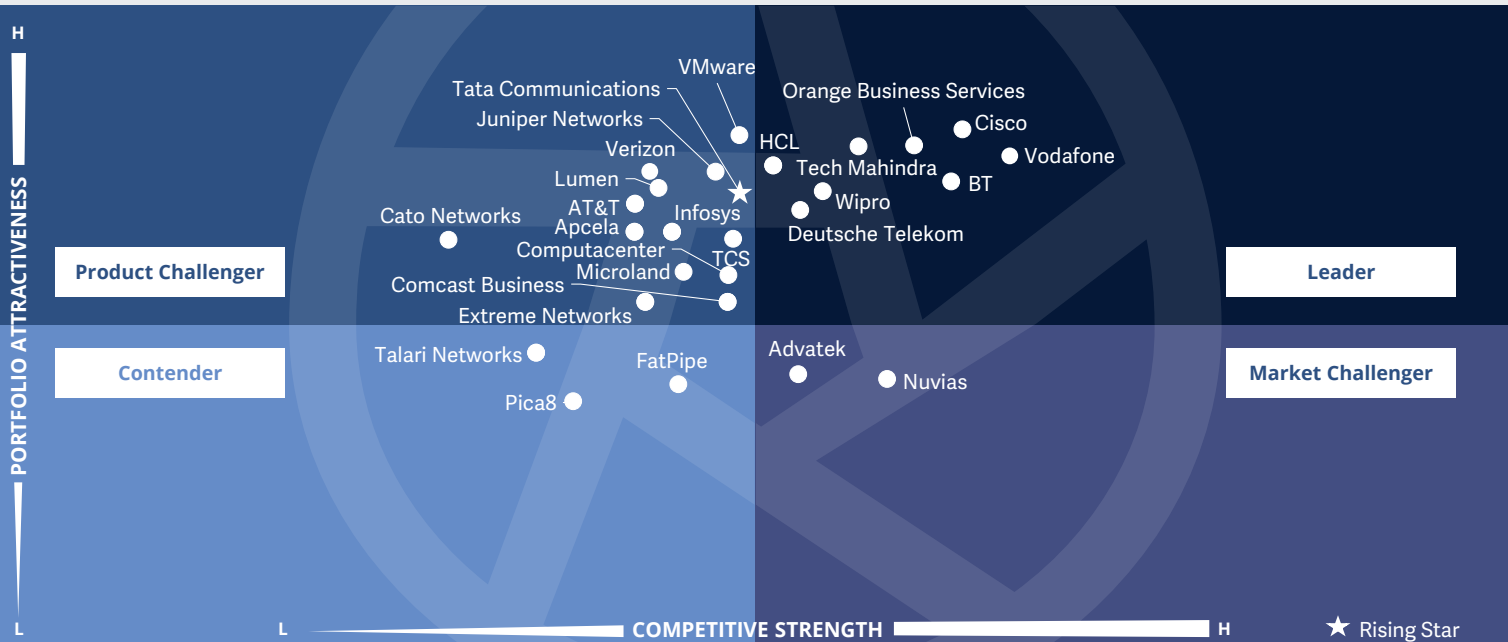 H
VMware
Tata Communications
Orange Business Services
Juniper Networks
Cisco
HCL
Verizon
Vodafone
Tech Mahindra
Lumen
BT
Wipro
AT&T
Infosys
Cato Networks
Apcela
Deutsche Telekom
Computacenter
TCS
Microland
Product Challenger
Leader
Comcast Business
Extreme Networks
PORTFOLIO ATTRACTIVENESS
Advatek
Talari Networks
FatPipe
Contender
Market Challenger
Nuvias
Pica8
L
L
COMPETITIVE STRENGTH
H
Rising Star